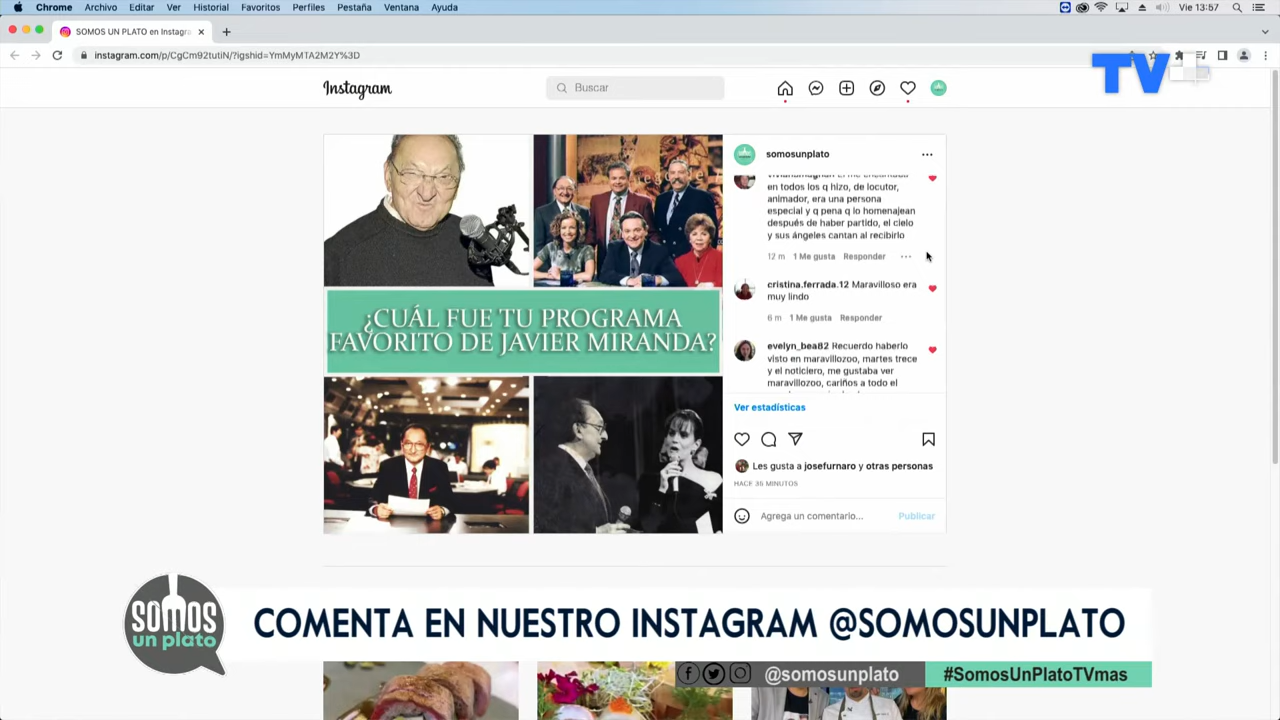 Chrome Archivo Editar Ver Historial Favoritos Perfiles Pestaña Ventana Ayuda Vie 13:57
SOMOS UN PLATO en Instagra
instagram.com/p/CgCm92tutiN/?igshid=YmMyMTA2M2Y%3D
TV+
Instagram
Buscar
somosunplato
en todos los q hizo, de locutor,
animador, era una persona
especial y q pena q lo homenajean
después de haber partido, el cielo
y sus ángeles cantan al recibirlo
12 m 1 Me gusta Responder
cristina.ferrada.12 Maravilloso era
muy lindo
6 m 1 Me gusta Responder
evelyn_bea82 Recuerdo haberlo
visto en maravillozoo, martes trece
y el noticiero, me gustaba ver
maravillozoo, cariños a todo el
¿CUÁL FUE TU PROGRAMA
FAVORITO DE JAVIER MIRANDA?
Ver estadísticas
Les gusta a josefurnaro y otras personas
HACE 35 MINUTOS
Agrega un comentario... Publicar
SOMOS
un plato
COMENTA EN NUESTRO INSTAGRAM @SOMOSUNPLATO
@somosunplato
#SomosUnPlatoTVmas